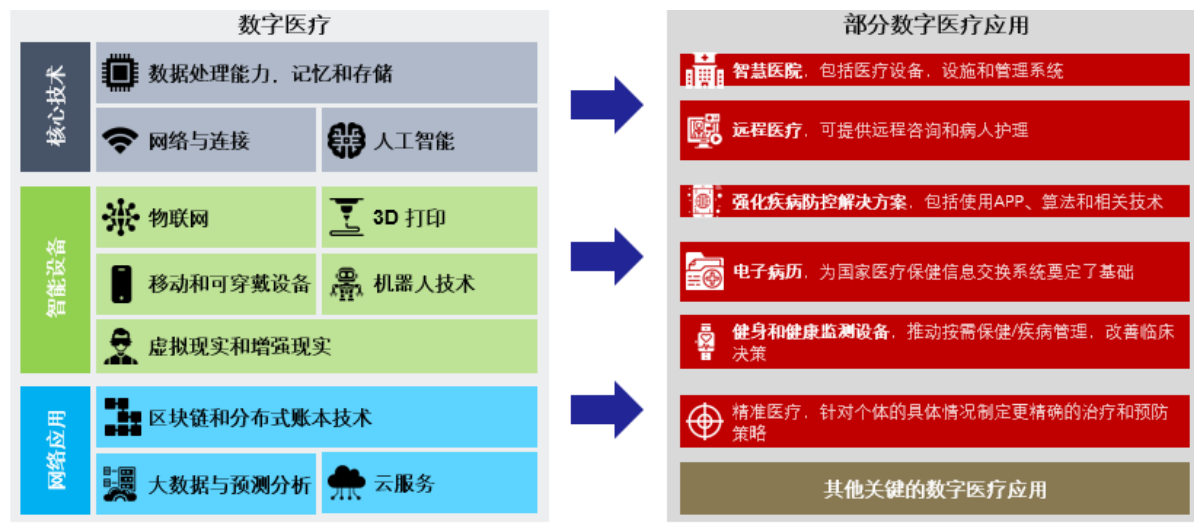 数字医疗
核心技术
数据处理能力, 记忆和存储
网络与连接
人工智能
智能设备
物联网
3D 打印
移动和可穿戴设备
机器人技术
虚拟现实和增强现实
网络应用
区块链和分布式账本技术
大数据与预测分析
云服务
部分数字医疗应用
智慧医院, 包括医疗设备, 设施和管理系统
远程医疗, 可提供远程咨询和病人护理
强化疾病防控解决方案, 包括使用APP、算法和相关技术
电子病历, 为国家医疗保健信息交换系统奠定了基础
健身和健康监测设备, 推动按需保健/疾病管理, 改善临床
决策
精准医疗, 针对个体的具体情况制定更精确的治疗和预防
策略
其他关键的数字医疗应用